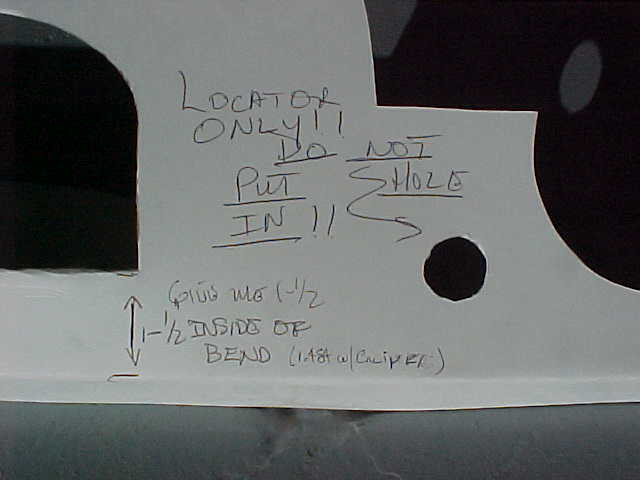 LOCATOR
ONLY!!
DO NOT
PUT HOLE
IN!!
GIVE ME 1-1/2
1-1/2 INSIDE OF
BEND (1.484 w/CALIPER)